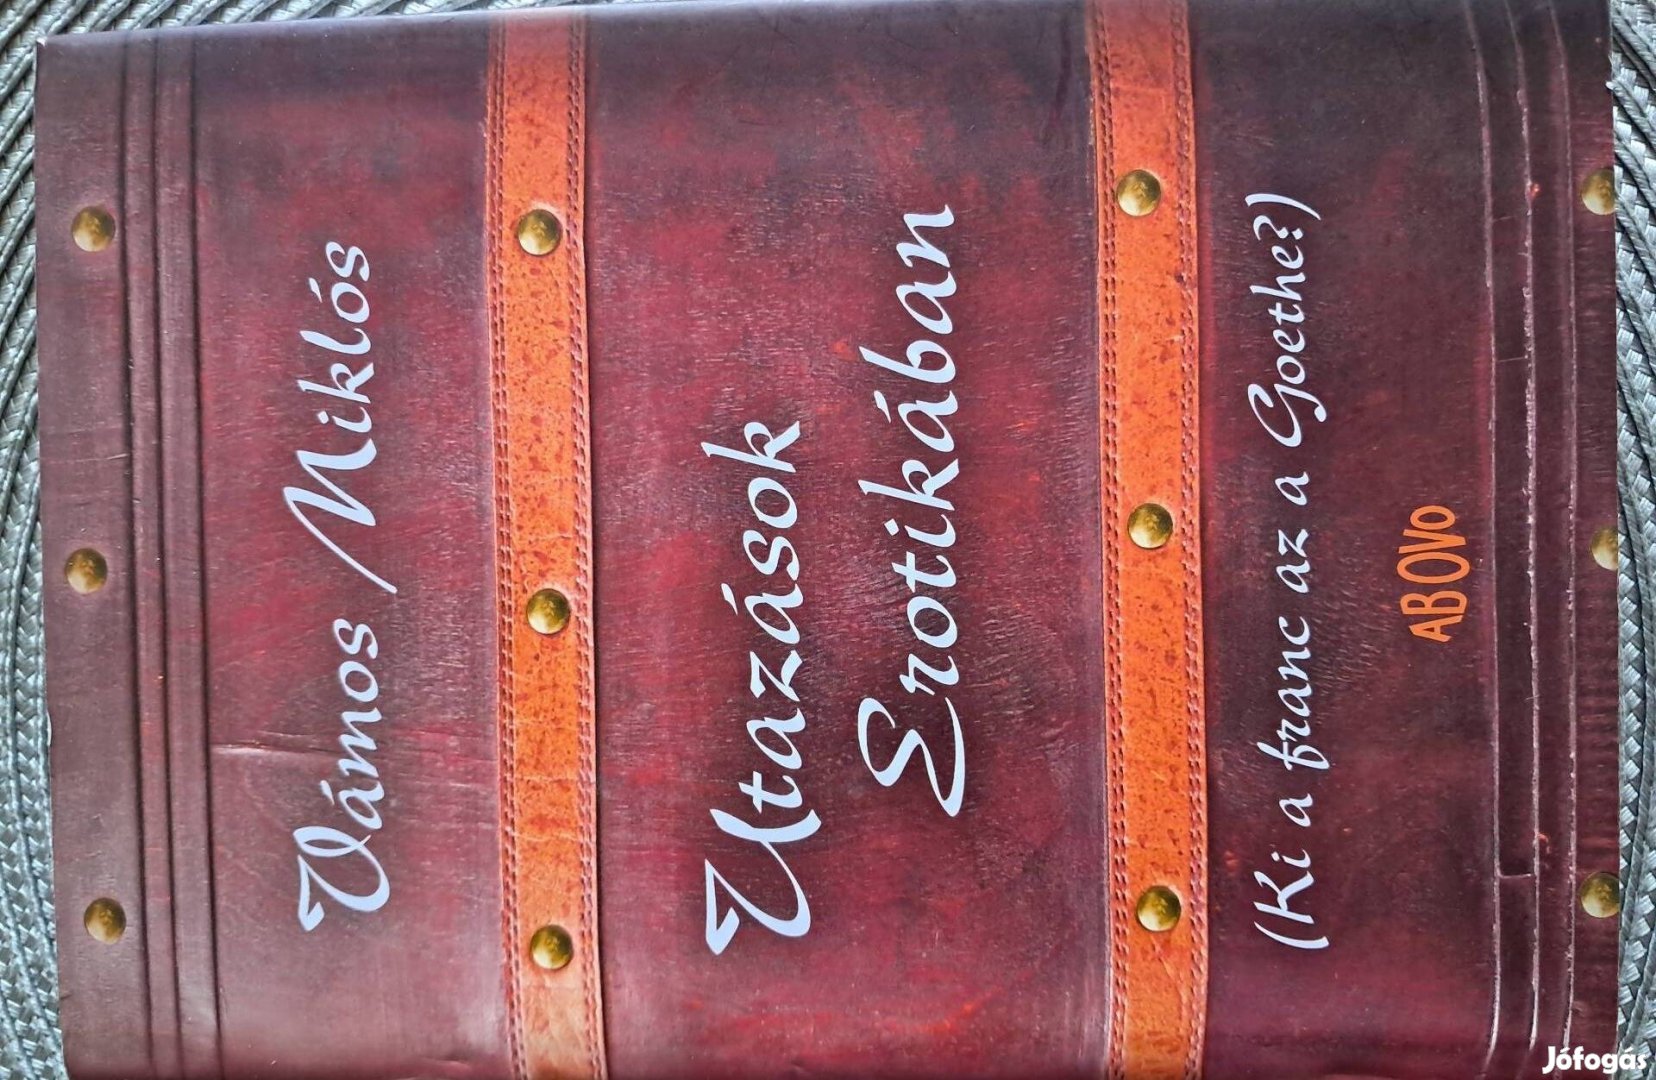 Vámos Miklós
Utazások
Erotikában
(Ki a franc az a Goethe?)
ABOVO
Jófogás